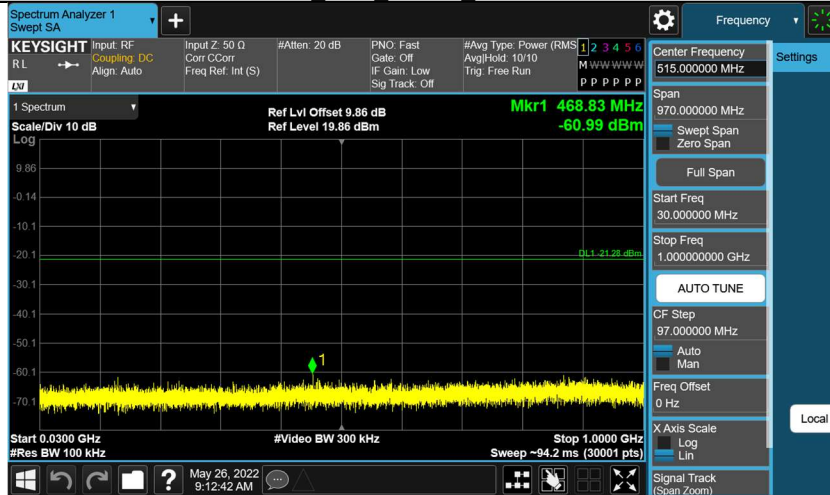 Spectrum Analyzer 1
Swept SA
Frequency
KEYSIGHT
RL
LXI
Input: RF
Coupling: DC
Align: Auto
Input Z: 50 Ω
Corr CCorr
Freq Ref: Int (S)
#Atten: 20 dB
PNO: Fast
Gate: Off
IF Gain: Low
Sig Track: Off
#Avg Type: Power (RMS
Avg|Hold: 10/10
Trig: Free Run
1 2 3 4 5 6
M W W W W W
P P P P P P
1 Spectrum
Scale/Div 10 dB
Ref Lvl Offset 9.86 dB
Ref Level 19.86 dBm
Mkr1 468.83 MHz
-60.99 dBm
Log
9.86
-0.14
-10.1
-20.1
DL1 -21.28 dBm
-30.1
-40.1
-50.1
-60.1
-70.1
1
Start 0.0300 GHz
#Res BW 100 kHz
#Video BW 300 kHz
Stop 1.0000 GHz
Sweep ~94.2 ms (30001 pts)
May 26, 2022
9:12:42 AM
Center Frequency
515.000000 MHz
Span
970.000000 MHz
Swept Span
Zero Span
Full Span
Start Freq
30.000000 MHz
Stop Freq
1.000000000 GHz
AUTO TUNE
CF Step
97.000000 MHz
Auto
Man
Freq Offset
0 Hz
X Axis Scale
Log
Lin
Signal Track
(Span Zoom)
Settings
Local